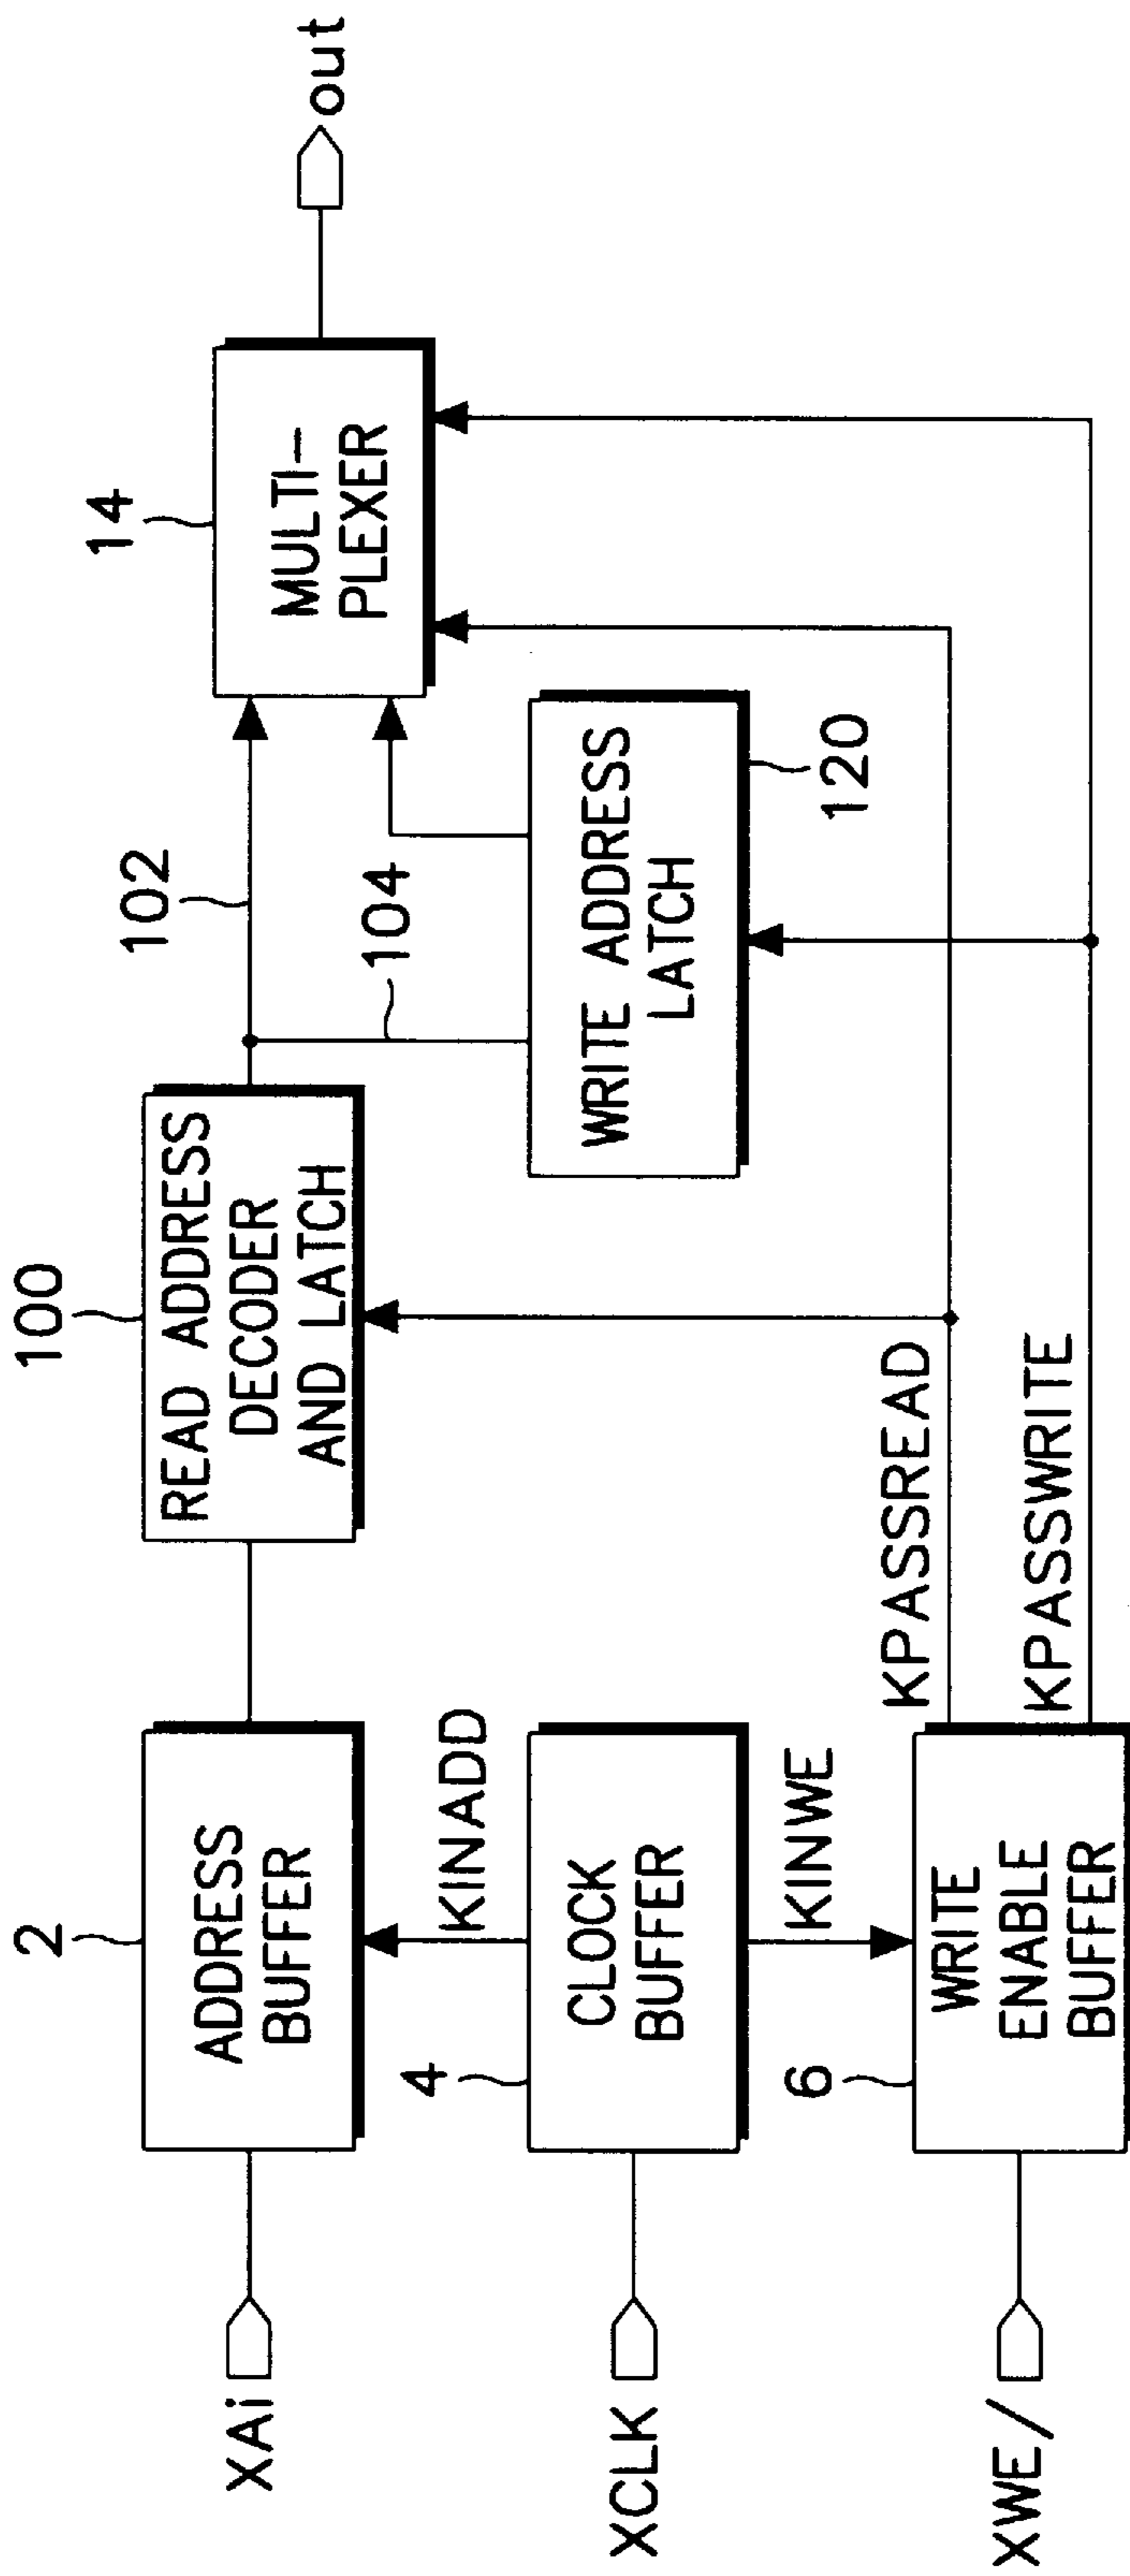 XAi
2
ADDRESS
BUFFER
100
READ ADDRESS
DECODER
AND LATCH
102
104
14
MULTI-
PLEXER
out
KINADD
XCLK
4
CLOCK
BUFFER
WRITE ADDRESS
LATCH
120
KINWE
XWE/
6
WRITE
ENABLE
BUFFER
KPASSREAD
KPASSWRITE